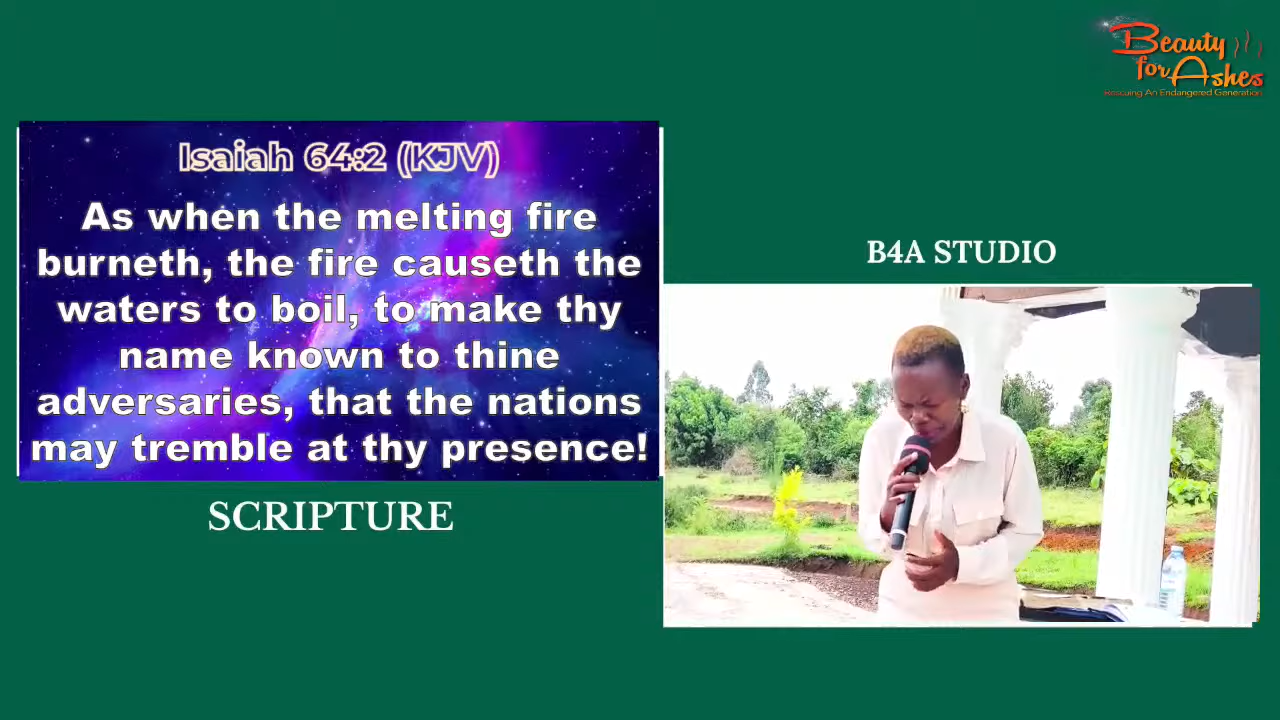 Beauty
for Ashes
Rescuing An Endangered Generation
Isaiah 64:2 (KJV)
As when the melting fire
burneth, the fire causeth the
waters to boil, to make thy
name known to thine
adversaries, that the nations
may tremble at thy presence!
SCRIPTURE
B4A STUDIO